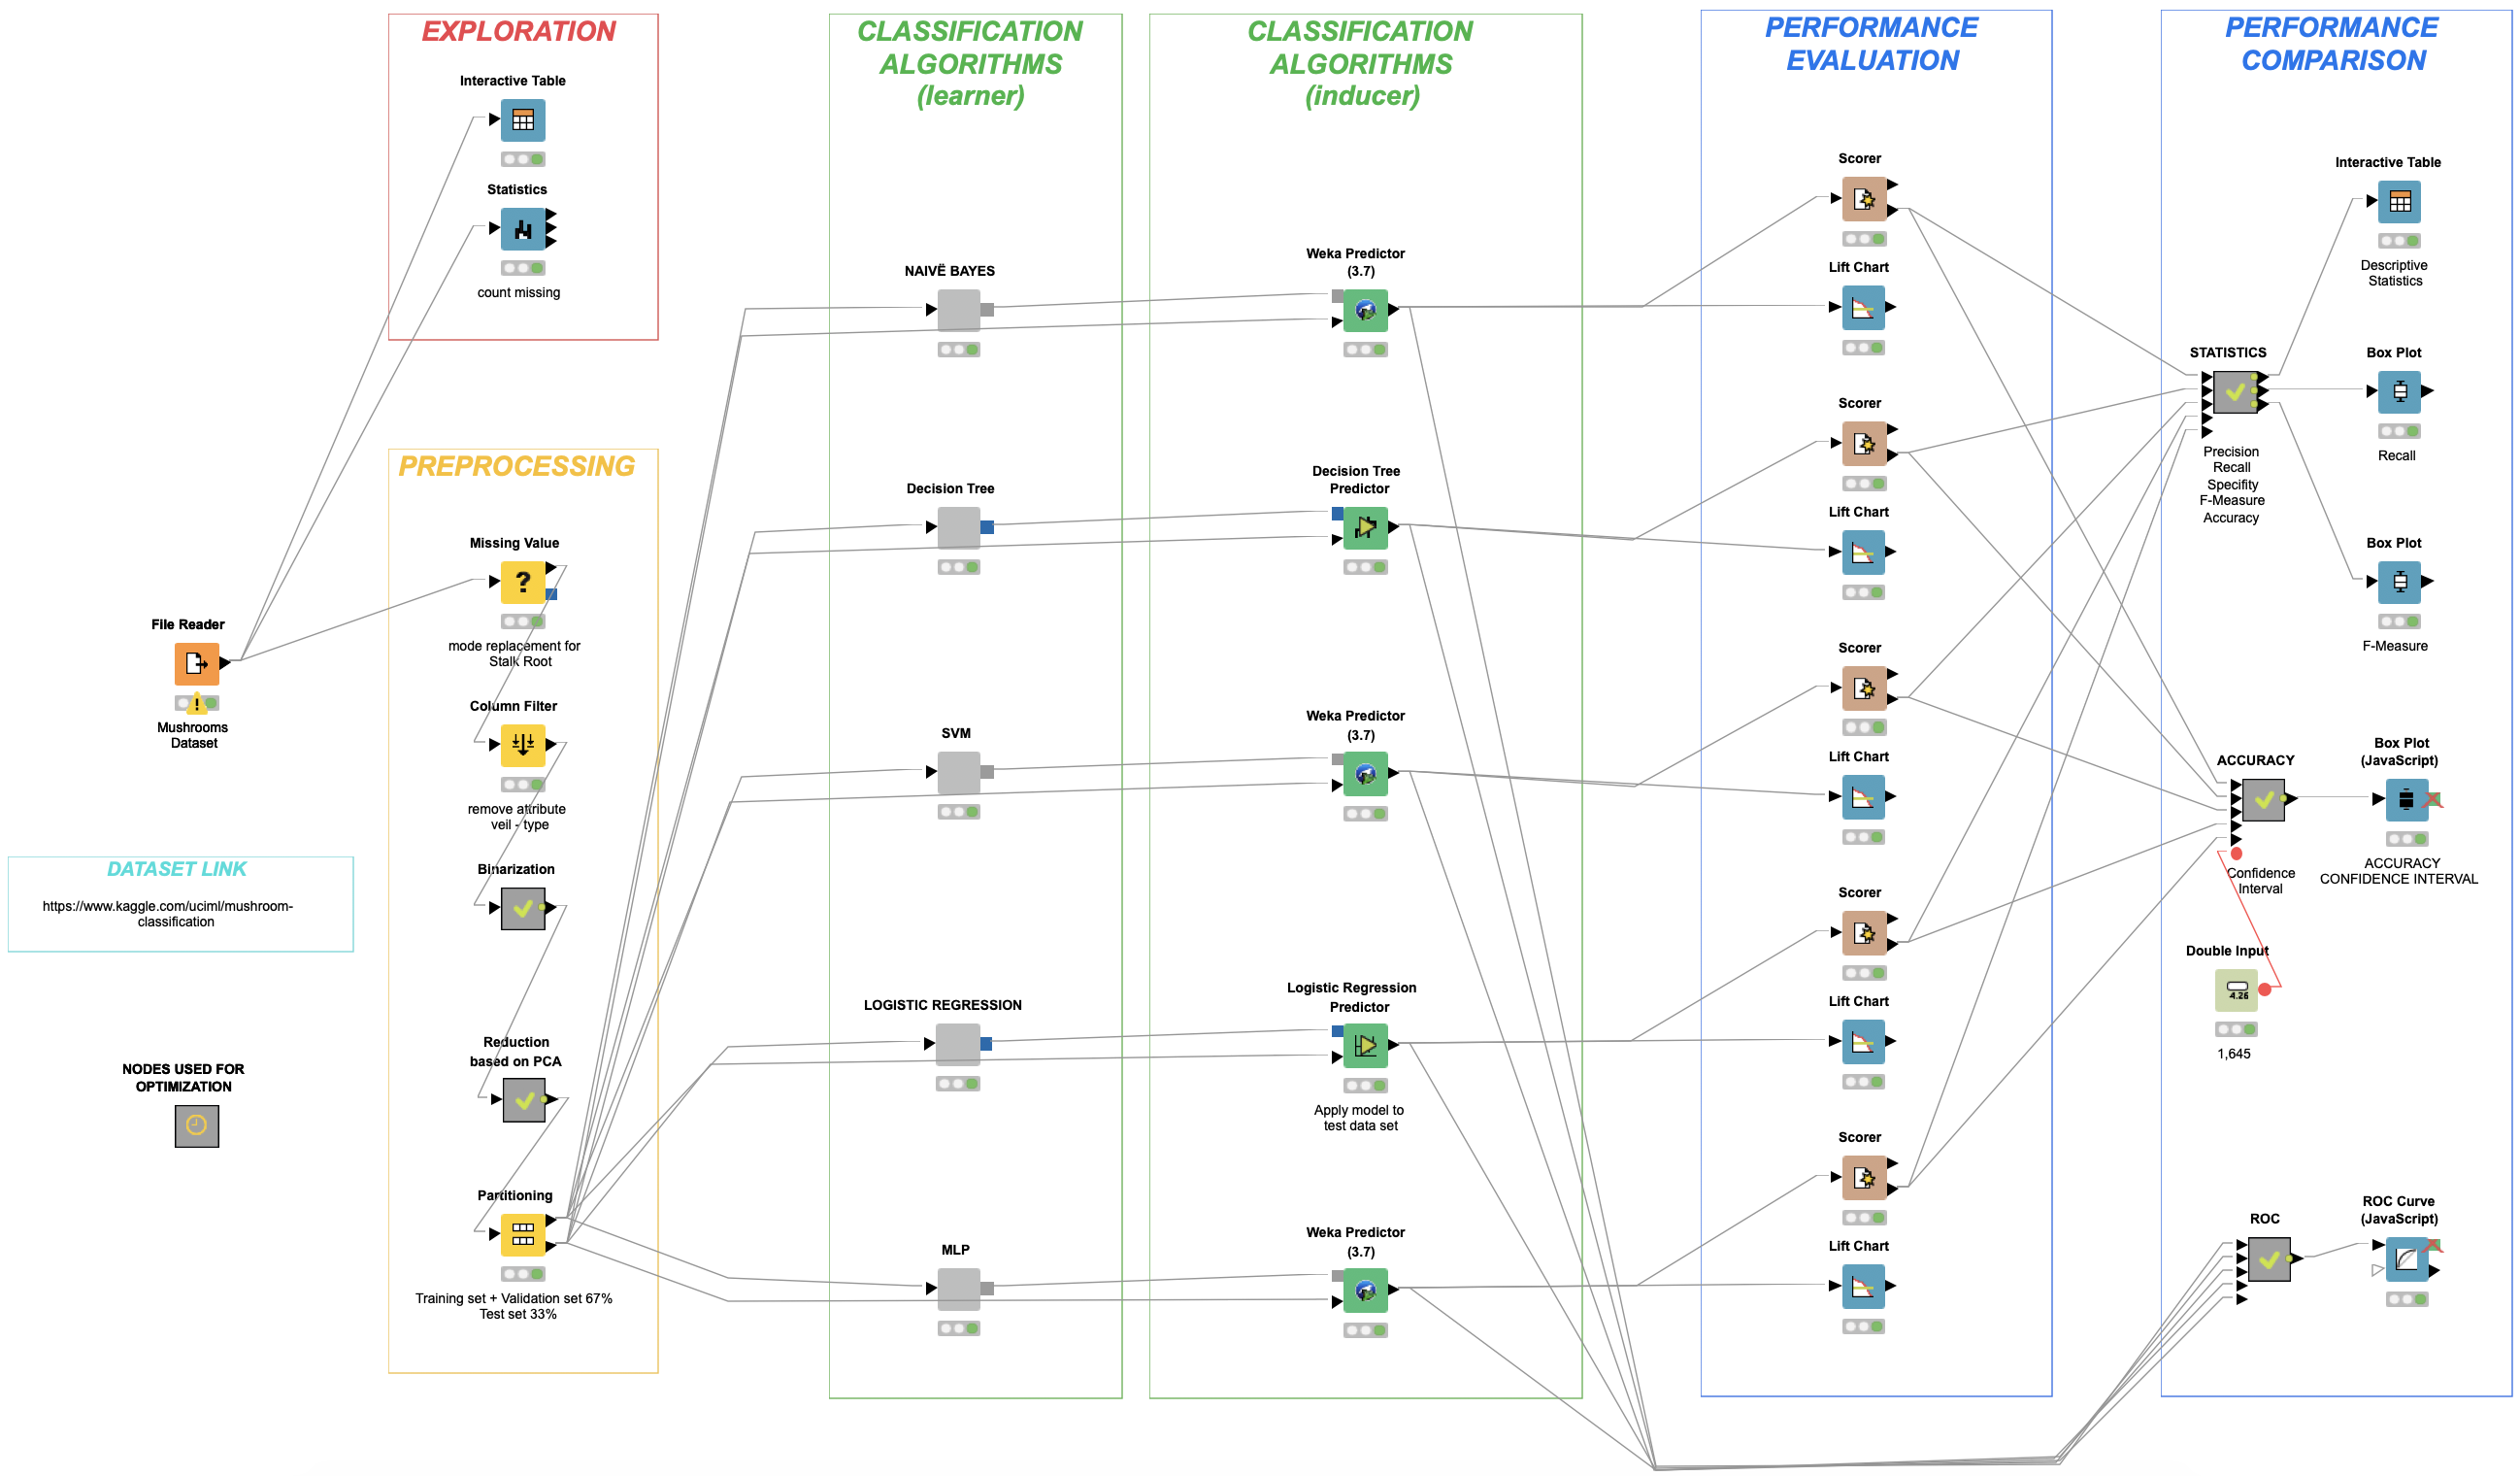 EXPLORATION
Interactive Table
Statistics
count missing
PREPROCESSING
Missing Value
?
mode replacement for
Stalk Root
Column Filter
remove attribute
veil - type
Binarization
Reduction
based on PCA
Partitioning
Training set + Validation set 67%
Test set 33%
File Reader
!
Mushrooms
Dataset
DATASET LINK
https://www.kaggle.com/uciml/mushroom-
classification
NODES USED FOR
OPTIMIZATION
CLASSIFICATION
ALGORITHMS
(learner)
NAIVË BAYES
Decision Tree
SVM
LOGISTIC REGRESSION
MLP
CLASSIFICATION
ALGORITHMS
(inducer)
Weka Predictor
(3.7)
Decision Tree
Predictor
Weka Predictor
(3.7)
Logistic Regression
Predictor
Apply model to
test data set
Weka Predictor
(3.7)
PERFORMANCE
EVALUATION
Scorer
Lift Chart
Scorer
Lift Chart
Scorer
Lift Chart
Scorer
Lift Chart
Scorer
Lift Chart
PERFORMANCE
COMPARISON
Interactive Table
Descriptive
Statistics
STATISTICS
Precision
Recall
Specifity
F-Measure
Accuracy
Box Plot
Recall
Box Plot
F-Measure
ACCURACY
Confidence
Interval
Box Plot
(JavaScript)
ACCURACY
CONFIDENCE INTERVAL
Double Input
4.26
1,645
ROC
ROC Curve
(JavaScript)